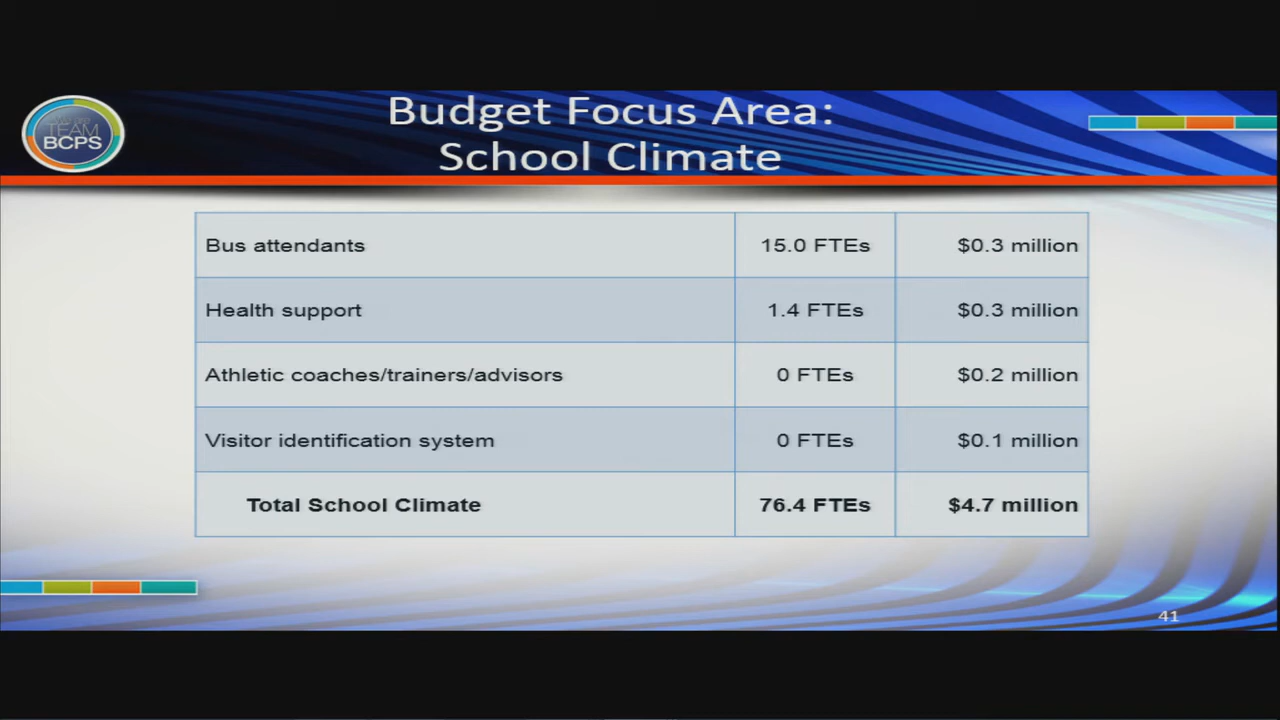 TEAM
BCPS
Budget Focus Area:
School Climate
Bus attendants 15.0 FTEs $0.3 million
Health support 1.4 FTEs $0.3 million
Athletic coaches/trainers/advisors 0 FTEs $0.2 million
Visitor identification system 0 FTEs $0.1 million
Total School Climate 76.4 FTEs $4.7 million
41